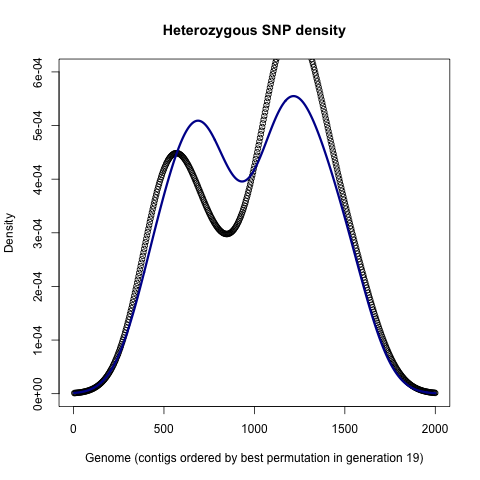 Heterozygous SNP density
6e-04
5e-04
4e-04
3e-04
2e-04
1e-04
0e+00
Density
0 500 1000 1500 2000
Genome (contigs ordered by best permutation in generation 19)